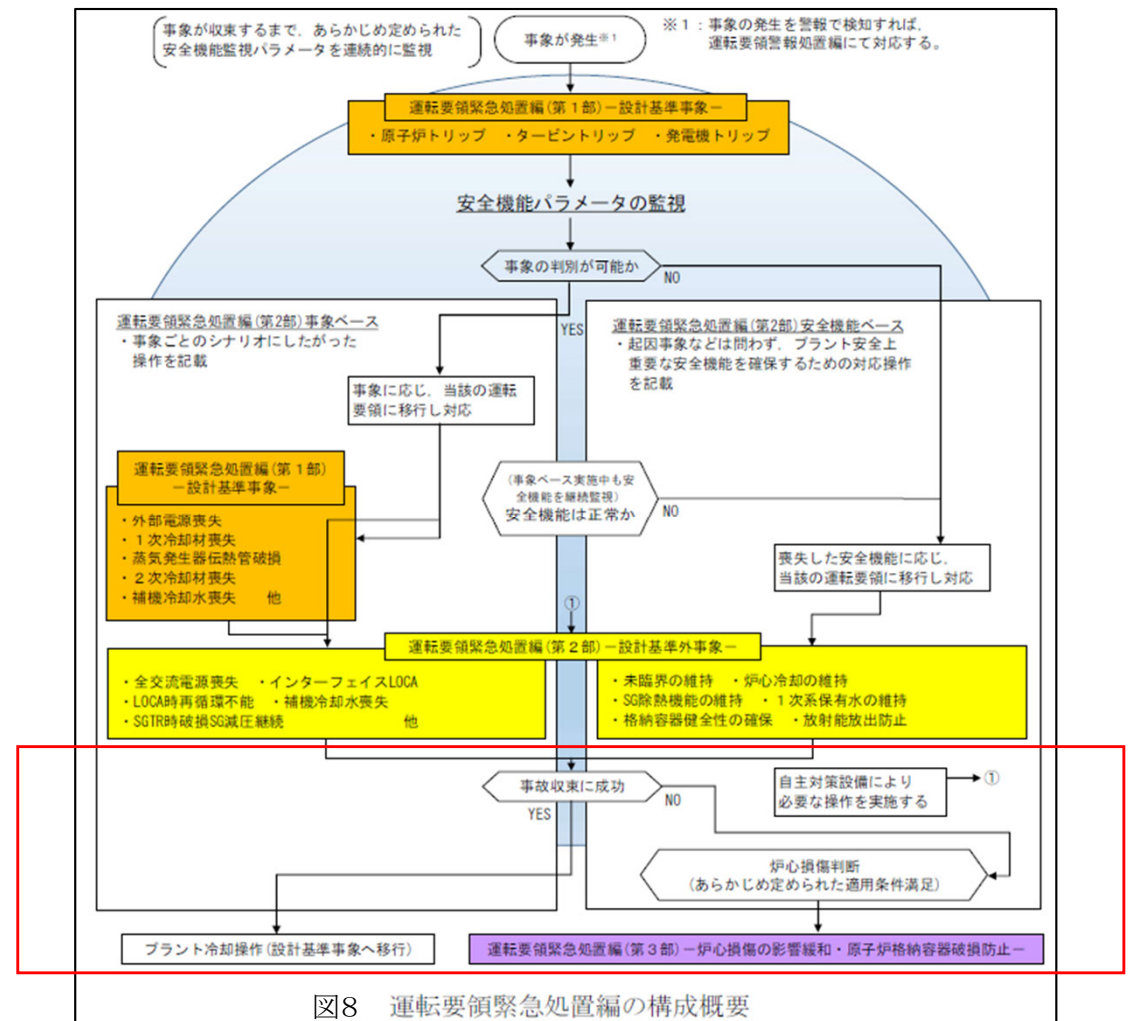 事象が収束するまで，あらかじめ定められた
安全機能監視パラメータを連続的に監視
事象が発生※1
※１：事象の発生を警報で検知すれば，
運転要領警報処置編にて対応する。
運転要領緊急処置編(第１部)－設計基準事象－
・原子炉トリップ　・タービントリップ　・発電機トリップ
安全機能パラメータの監視
事象の判別が可能か
NO
YES
運転要領緊急処置編(第2部)事象ベース
・事象ごとのシナリオにしたがった
操作を記載
事象に応じ，当該の運転
要領に移行し対応
運転要領緊急処置編(第１部)
－設計基準事象－
・外部電源喪失
・１次冷却材喪失
・蒸気発生器伝熱管破損
・２次冷却材喪失
・補機冷却水喪失　他
運転要領緊急処置編(第2部)安全機能ベース
・起因事象などは問わず，プラント安全上
重要な安全機能を確保するための対応操作
を記載
(事象ベース実施中も安
全機能を継続監視)
安全機能は正常か
NO
喪失した安全機能に応じ，
当該の運転要領に移行し対応
①
運転要領緊急処置編(第２部)－設計基準外事象－
・全交流電源喪失　・インターフェイスLOCA
・LOCA時再循環不能　・補機冷却水喪失
・SGTR時破損SG減圧継続　他
・未臨界の維持　・炉心冷却の維持
・SG除熱機能の維持　・１次系保有水の維持
・格納容器健全性の確保　・放射能放出防止
事故収束に成功
YES
NO
自主対策設備により
必要な操作を実施する
①
炉心損傷判断
(あらかじめ定められた適用条件満足)
プラント冷却操作(設計基準事象へ移行)
運転要領緊急処置編(第３部)－炉心損傷の影響緩和・原子炉格納容器破損防止－
図8　運転要領緊急処置編の構成概要